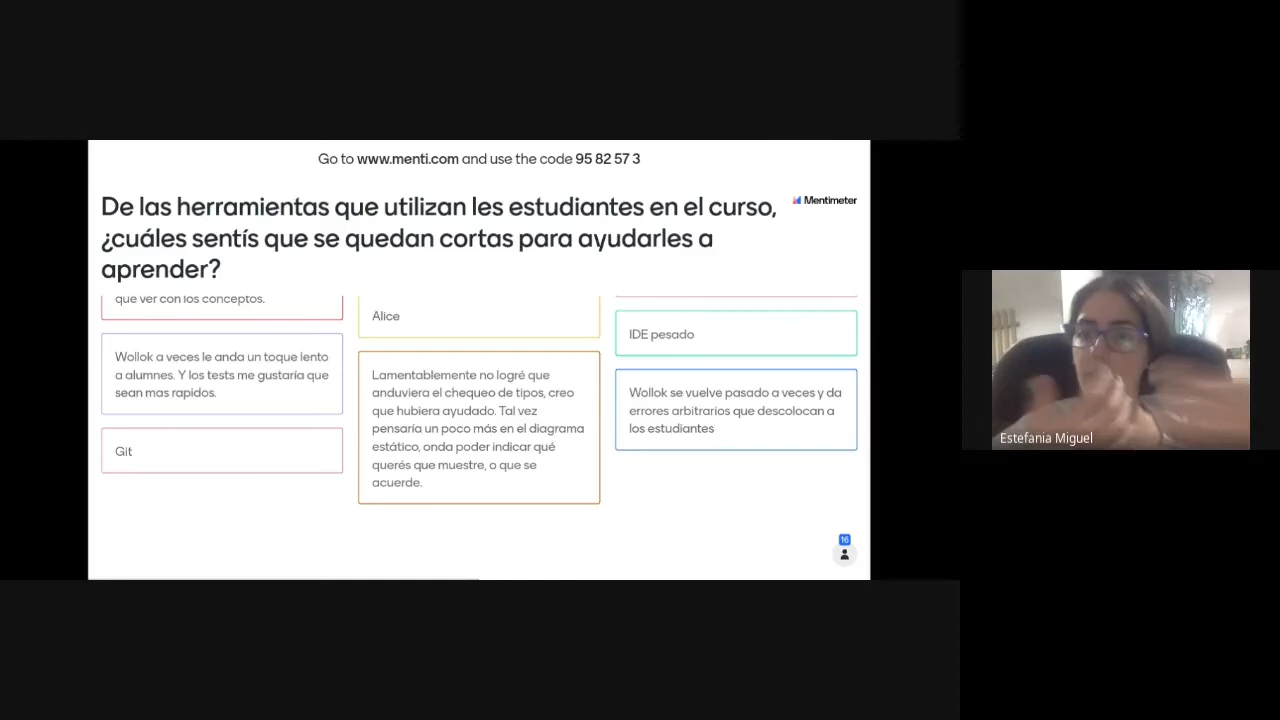 Go to www.menti.com and use the code 95 82 57 3
De las herramientas que utilizan les estudiantes en el curso,
¿cuáles sentís que se quedan cortas para ayudarles a
aprender?
Mentimeter
que ver con los conceptos.
Wollok a veces le anda un toque lento
a alumnes. Y los tests me gustaría que
sean mas rapidos.
Git
Alice
Lamentablemente no logré que
anduviera el chequeo de tipos, creo
que hubiera ayudado. Tal vez
pensaría un poco más en el diagrama
estático, onda poder indicar qué
querés que muestre, o que se
acuerde.
IDE pesado
Wollok se vuelve pasado a veces y da
errores arbitrarios que descolocan a
los estudiantes
16
Estefania Miguel